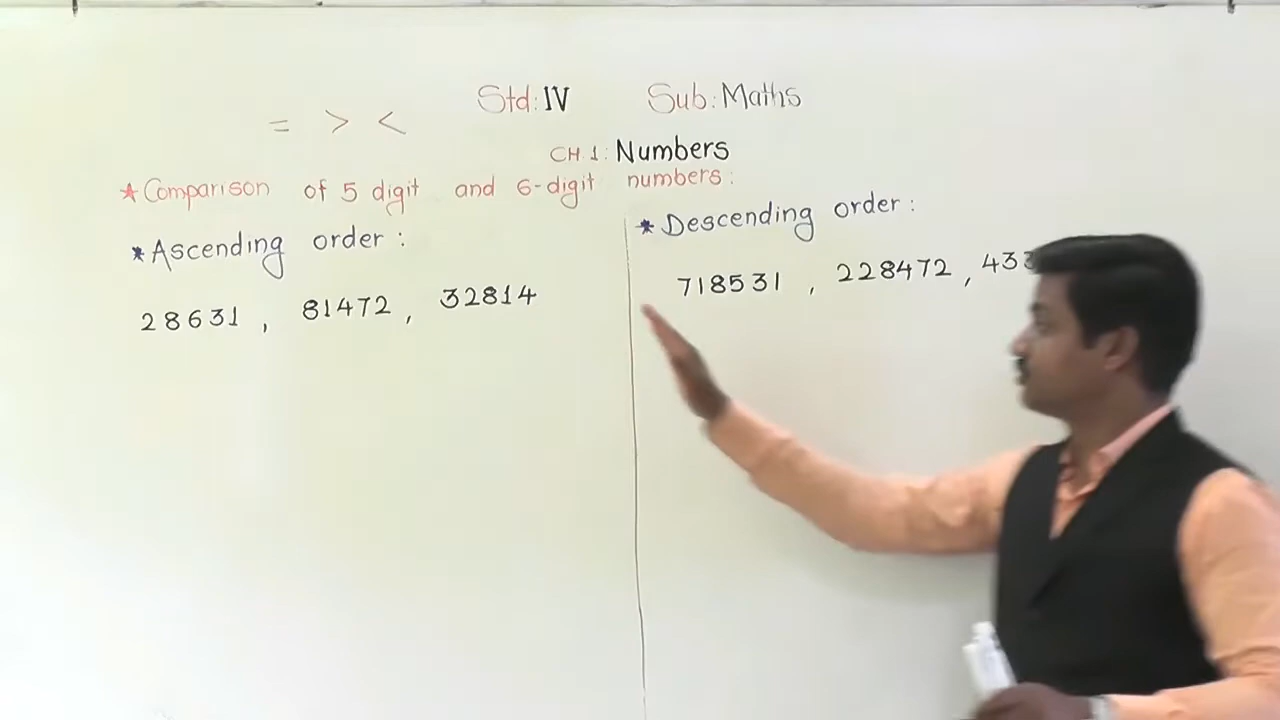 Std: IV Sub: Maths
= > <
CH 1: Numbers
* Comparison of 5 digit and 6-digit numbers:
* Ascending order :
28631 , 81472 , 32814
* Descending order :
718531 , 228472 ,